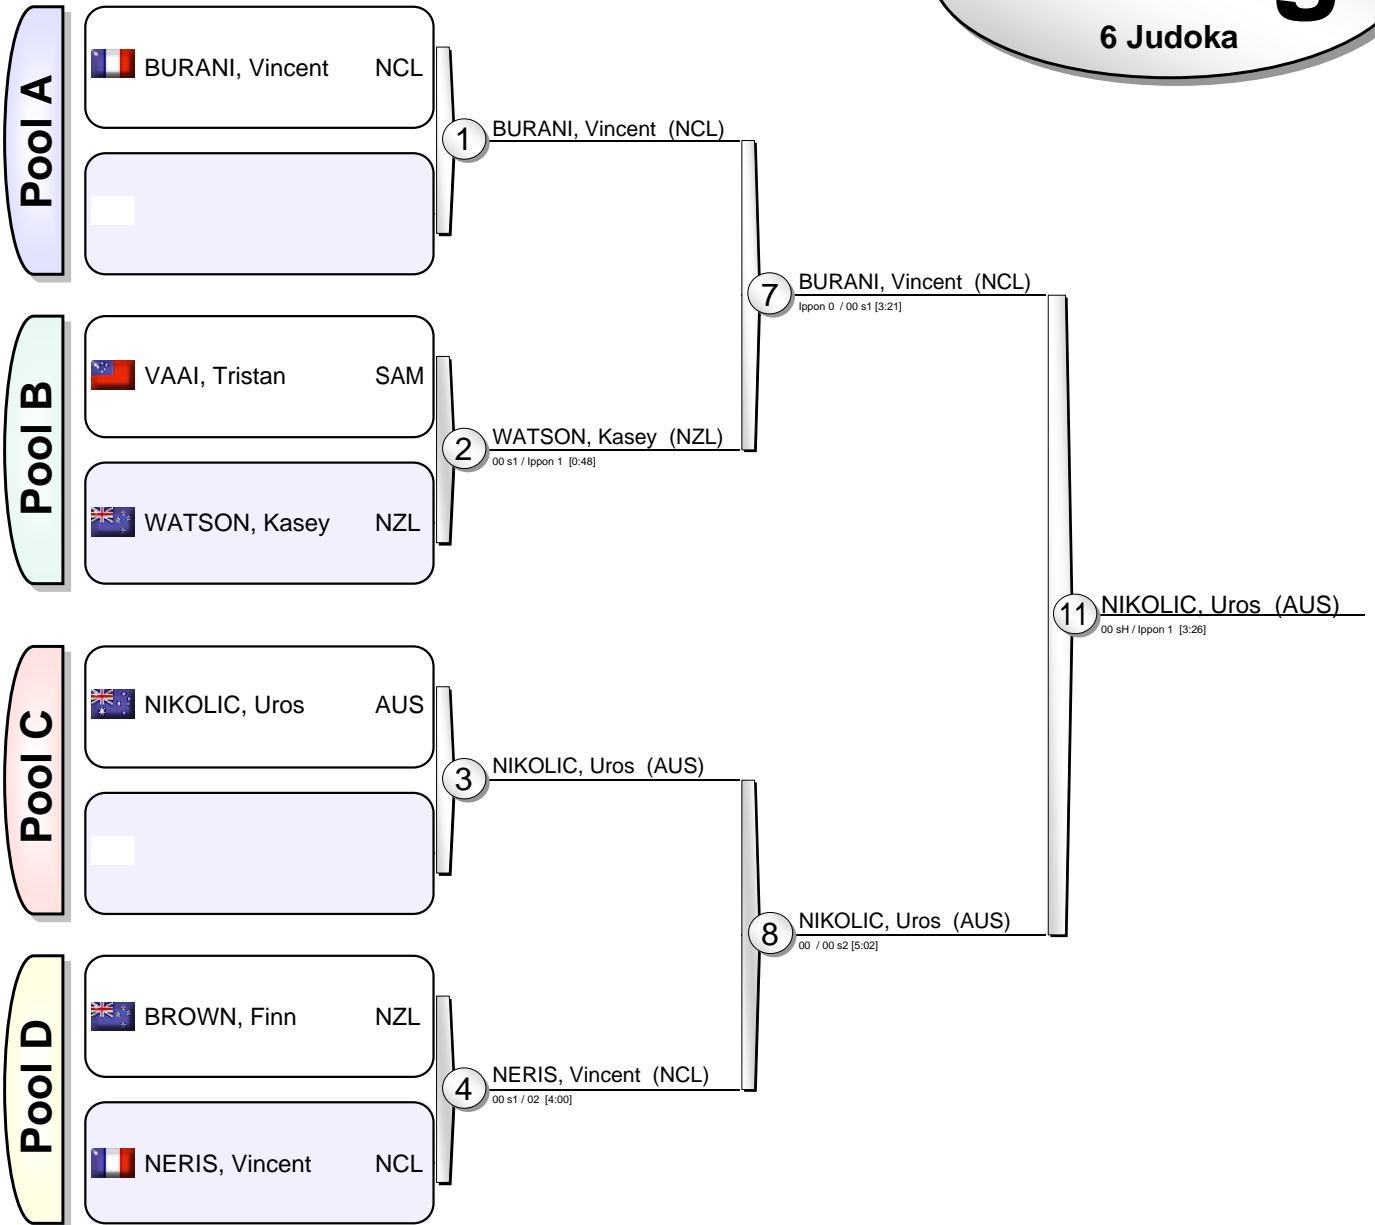 6 Judoka
Pool A
BURANI, Vincent NCL
1
BURANI, Vincent (NCL)
7
BURANI, Vincent (NCL)
Ippon 0 / 00 s1 [3:21]
Pool B
VAAI, Tristan SAM
2
WATSON, Kasey (NZL)
00 s1 / Ippon 1 [0:48]
WATSON, Kasey NZL
11
NIKOLIC, Uros (AUS)
00 sH / Ippon 1 [3:26]
Pool C
NIKOLIC, Uros AUS
3
NIKOLIC, Uros (AUS)
8
NIKOLIC, Uros (AUS)
00 / 00 s2 [5:02]
Pool D
BROWN, Finn NZL
4
NERIS, Vincent (NCL)
00 s1 / 02 [4:00]
NERIS, Vincent NCL